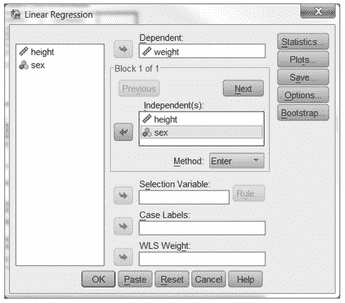 Linear Regression
X
height
sex
Dependent:
weight
Block 1 of 1
Previous
Next
Independent(s):
height
sex
Method:
Enter
Selection Variable:
Rule...
Case Labels:
WLS Weight:
Statistics...
Plots...
Save...
Options...
Bootstrap...
OK
Paste
Reset
Cancel
Help